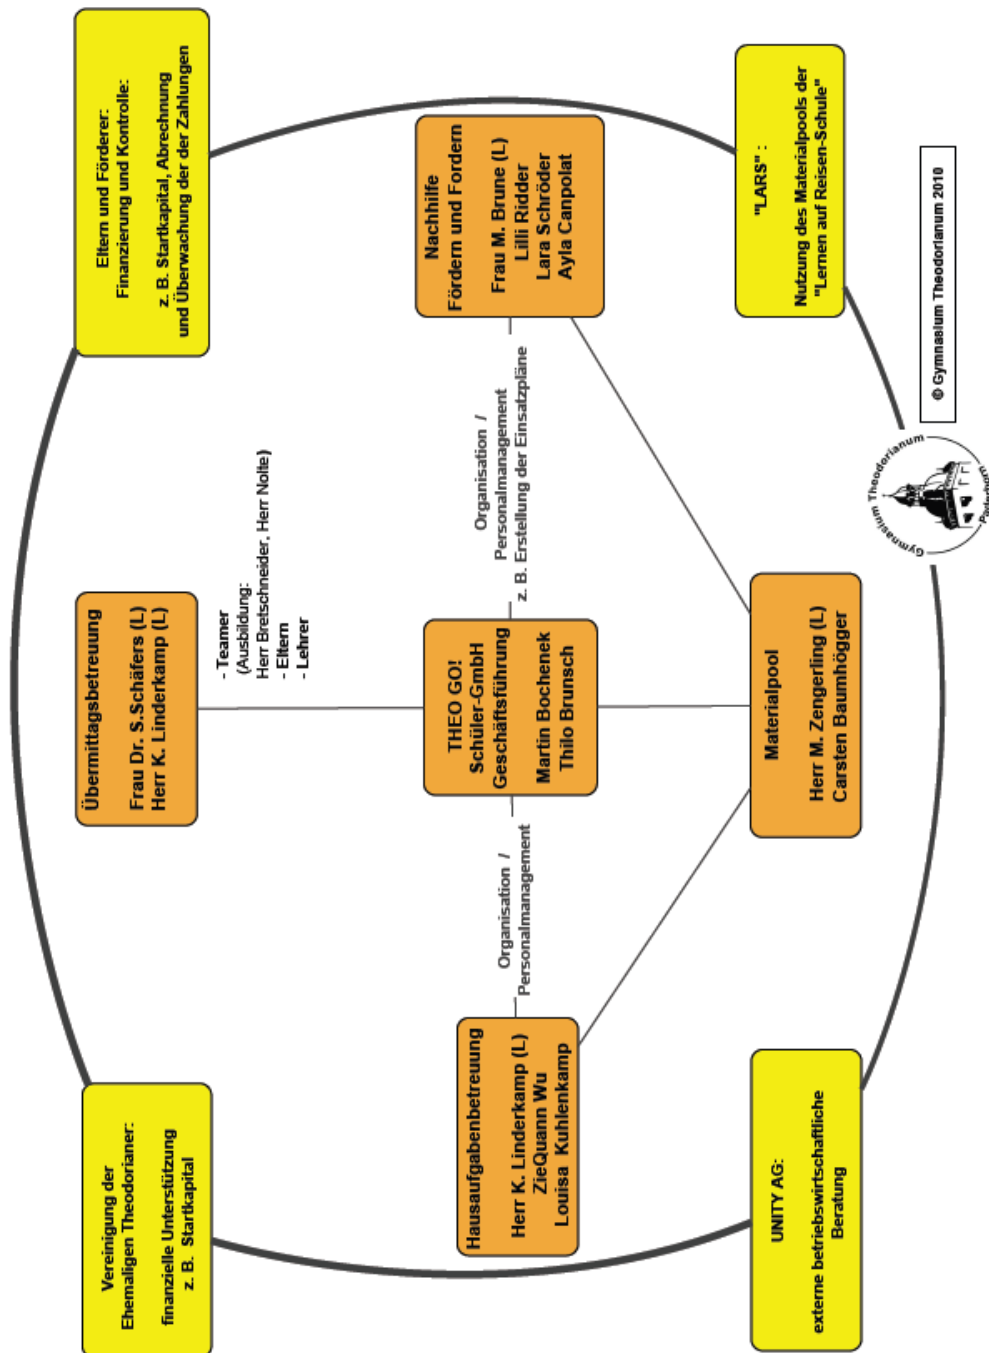 Vereinigung der
Ehemaligen Theodorianer:
finanzielle Unterstützung
z. B. Startkapital
Übermittagsbetreuung
Frau Dr. S.Schäfers (L)
Herr K. Linderkamp (L)
Eltern und Förderer:
Finanzierung und Kontrolle:
z. B. Startkapital, Abrechnung
und Überwachung der der Zahlungen
- Teamer
(Ausbildung:
Herr Bretschneider, Herr Nolte)
- Eltern
- Lehrer
Hausaufgabenbetreuung
Herr K. Linderkamp (L)
ZieQuann Wu
Louisa Kuhlenkamp
Organisation /
Personalmanagement
THEO GO!
Schüler-GmbH
Geschäftsführung
Martin Bochenek
Thilo Brunsch
Organisation /
Personalmanagement
z. B. Erstellung der Einsatzpläne
Nachhilfe
Fördern und Fordern
Frau M. Brune (L)
Lilli Ridder
Lara Schröder
Ayla Canpolat
UNITY AG:
externe betriebswirtschaftliche
Beratung
Materialpool
Herr M. Zengerling (L)
Carsten Baumhögger
"LARS" :
Nutzung des Materialpools der
"Lernen auf Reisen-Schule"
Gymnasium Theodorianum
Paderborn
© Gymnasium Theodorianum 2010